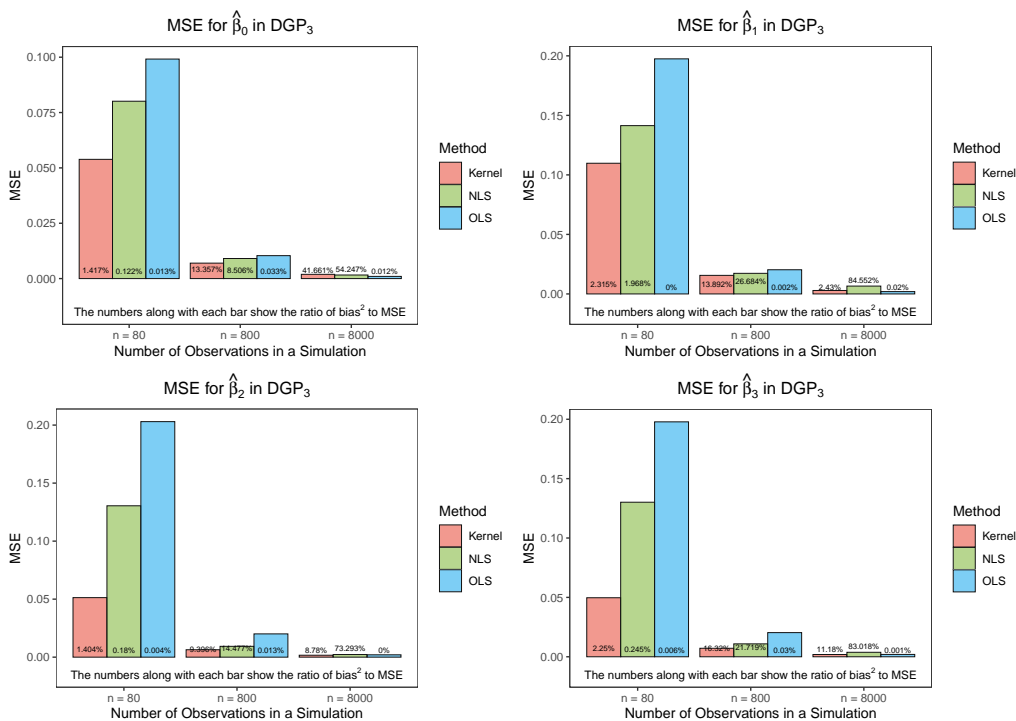 MSE for β̂₀ in DGP₃
0.100
0.075
0.050
0.025
0.000
MSE
1.417%
0.122%
0.013%
13.357%
8.506%
0.033%
41.661%
54.247%
0.012%
The numbers along with each bar show the ratio of bias² to MSE
n = 80
n = 800
n = 8000
Number of Observations in a Simulation
Method
Kernel
NLS
OLS
MSE for β̂₁ in DGP₃
0.20
0.15
0.10
0.05
0.00
MSE
2.315%
1.968%
0%
13.892%
26.684%
0.002%
2.43%
84.552%
0.02%
The numbers along with each bar show the ratio of bias² to MSE
n = 80
n = 800
n = 8000
Number of Observations in a Simulation
Method
Kernel
NLS
OLS
MSE for β̂₂ in DGP₃
0.20
0.15
0.10
0.05
0.00
MSE
1.404%
0.18%
0.004%
9.396%
14.477%
0.013%
8.78%
73.293%
0%
The numbers along with each bar show the ratio of bias² to MSE
n = 80
n = 800
n = 8000
Number of Observations in a Simulation
Method
Kernel
NLS
OLS
MSE for β̂₃ in DGP₃
0.20
0.15
0.10
0.05
0.00
MSE
2.25%
0.245%
0.006%
16.32%
21.719%
0.03%
11.18%
83.018%
0.001%
The numbers along with each bar show the ratio of bias² to MSE
n = 80
n = 800
n = 8000
Number of Observations in a Simulation
Method
Kernel
NLS
OLS